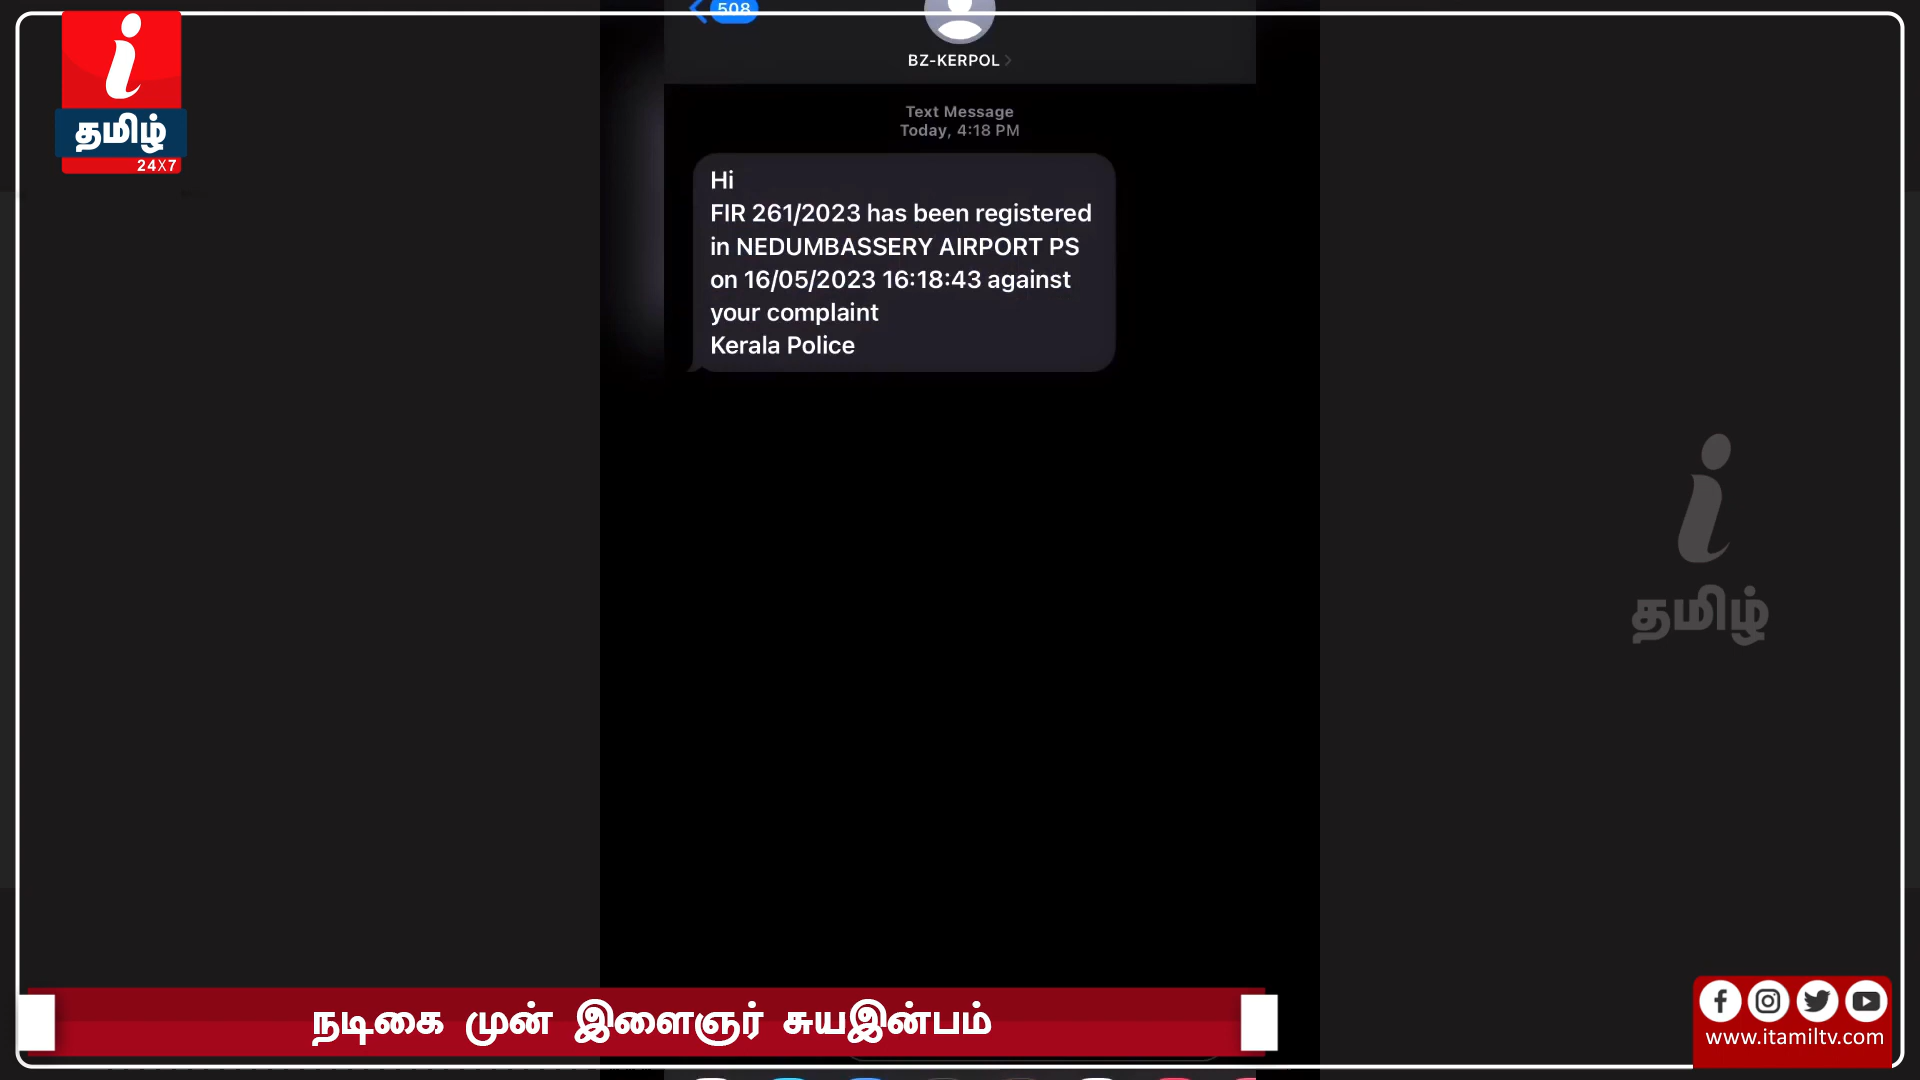 508
BZ-KERPOL
தமிழ்
24X7
Text Message
Today, 4:18 PM
Hi
FIR 261/2023 has been registered
in NEDUMBASSERY AIRPORT PS
on 16/05/2023 16:18:43 against
your complaint
Kerala Police
தமிழ்
நடிகை முன் இளைஞர் சுயஇன்பம்
www.itamiltv.com